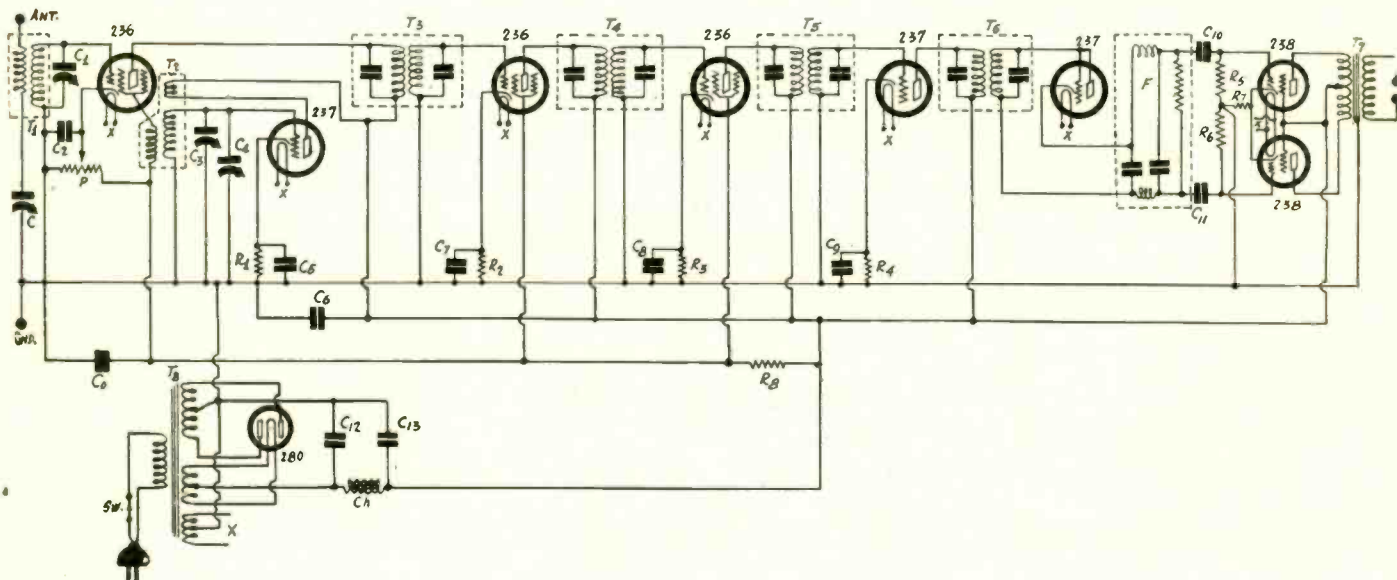 ANT.
236
T3
236
T4
236
T5
237
T6
237
C10
238
T7
C1
T2
F
R5
R7
R6
T1
C2
X
237
C3
C4
X
X
X
X
P
X
C11
238
C
R1
C5
C7
R2
C8
R3
C9
R4
C6
GND.
C0
T8
R8
C12
C13
280
SW.
Ch
X